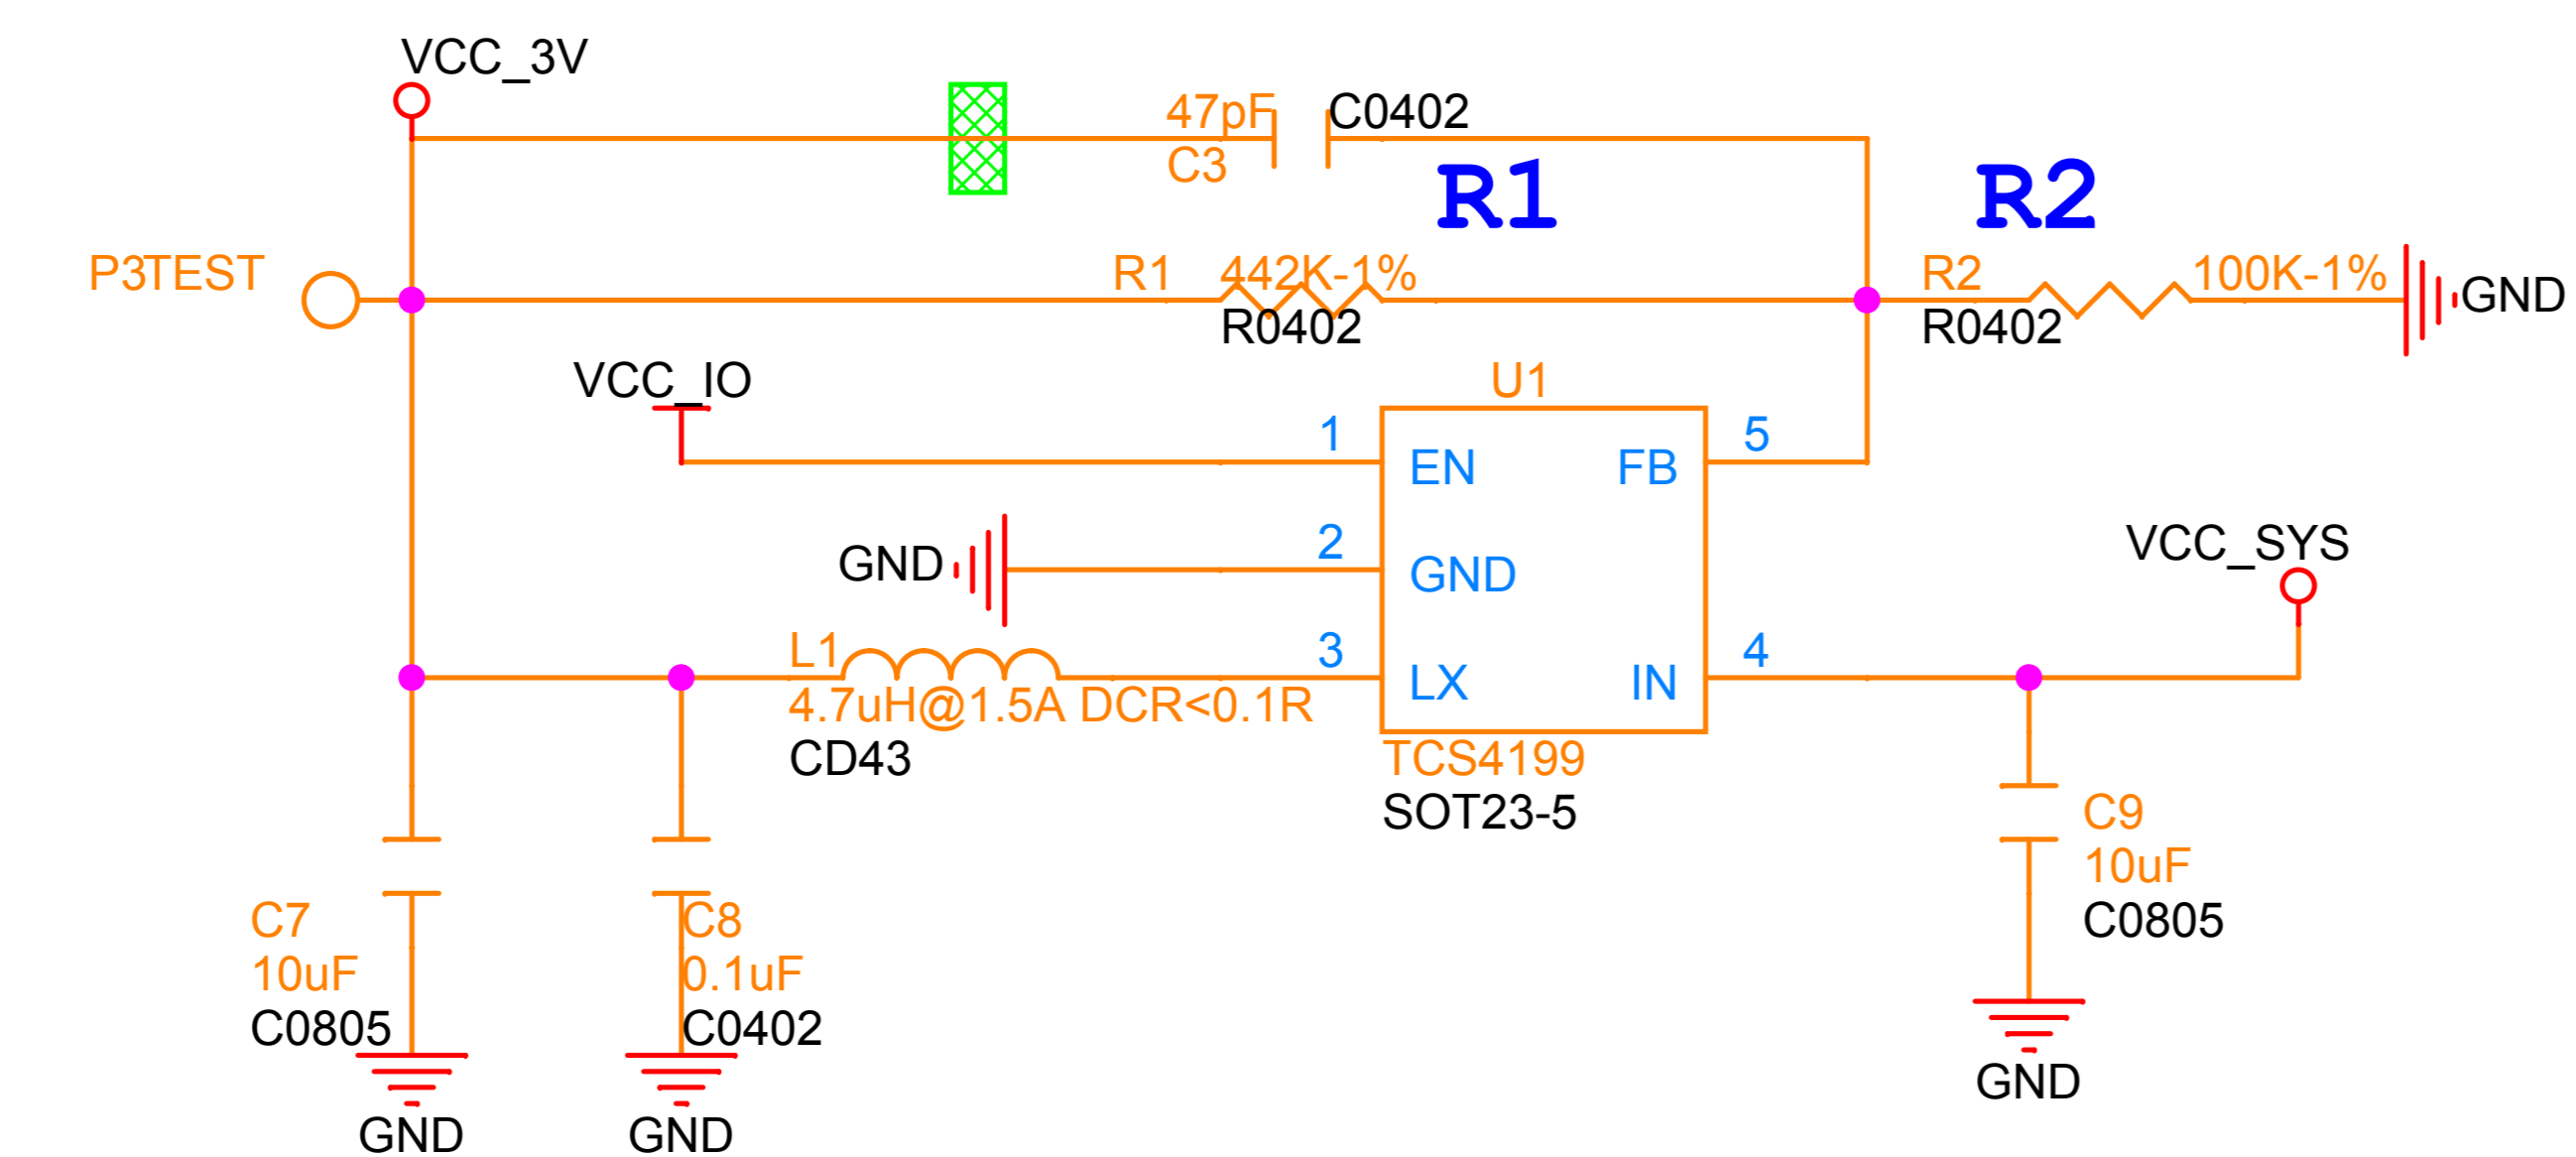 VCC_3V
47pF
C0402
C3
R1
R2
P3TEST
R1
442K-1%
R0402
R2
100K-1%
R0402
GND
VCC_IO
U1
1
EN
FB
5
GND
2
GND
VCC_SYS
L1
3
LX
IN
4
4.7uH@1.5A DCR<0.1R
CD43
TCS4199
SOT23-5
C7
10uF
C0805
GND
C8
0.1uF
C0402
GND
C9
10uF
C0805
GND